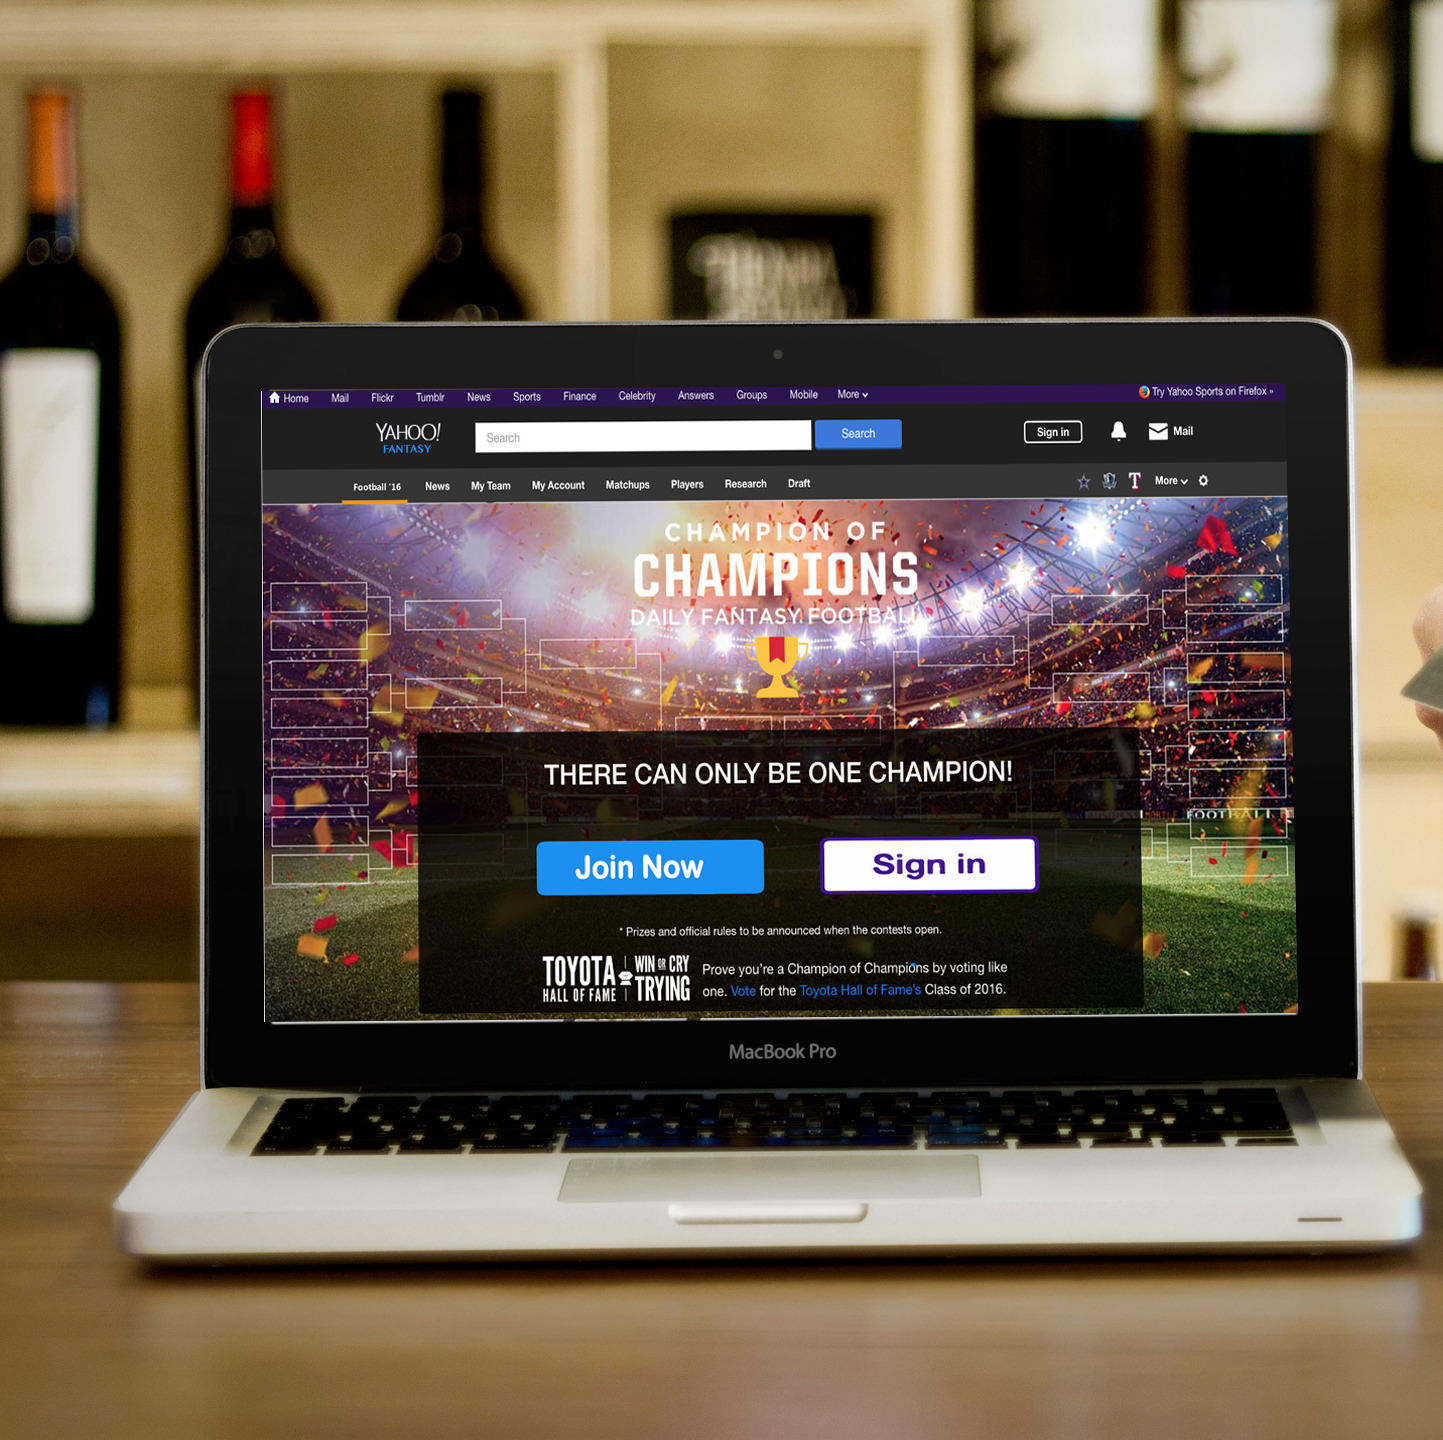 Home Mail Flickr Tumblr News Sports Finance Celebrity Answers Groups Mobile More Try Yahoo Sports on Firefox »
YAHOO!
FANTASY
Search
Search
Sign in
Mail
Football '16 News My Team My Account Matchups Players Research Draft
T
More
CHAMPION OF
CHAMPIONS
DAILY FANTASY FOOTBALL
THERE CAN ONLY BE ONE CHAMPION!
FOOTBALL
Join Now
Sign in
* Prizes and official rules to be announced when the contests open.
TOYOTA
HALL OF FAME
WIN OR CRY
TRYING
Prove you're a Champion of Champions by voting like
one. Vote for the Toyota Hall of Fame's Class of 2016.
MacBook Pro